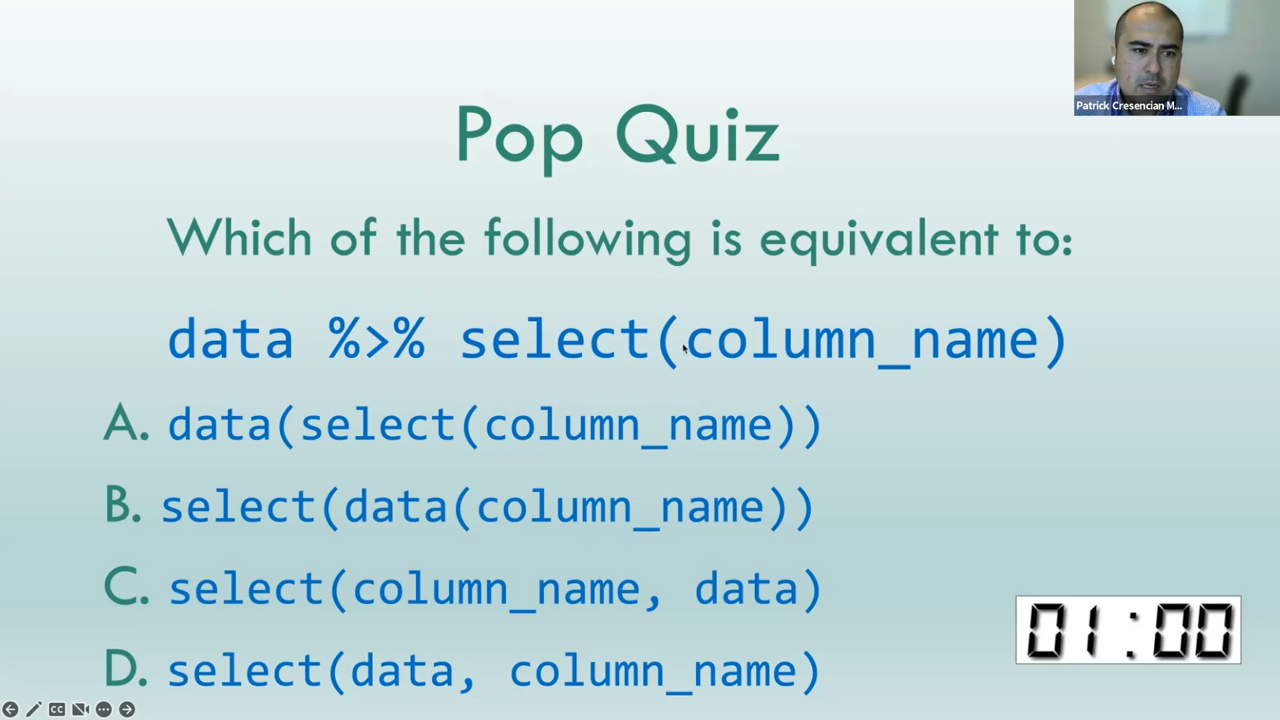 Patrick Cresencian M...
Pop Quiz
Which of the following is equivalent to:
data %>% select(column_name)
A. data(select(column_name))
B. select(data(column_name))
C. select(column_name, data)
D. select(data, column_name)
01:00
CC